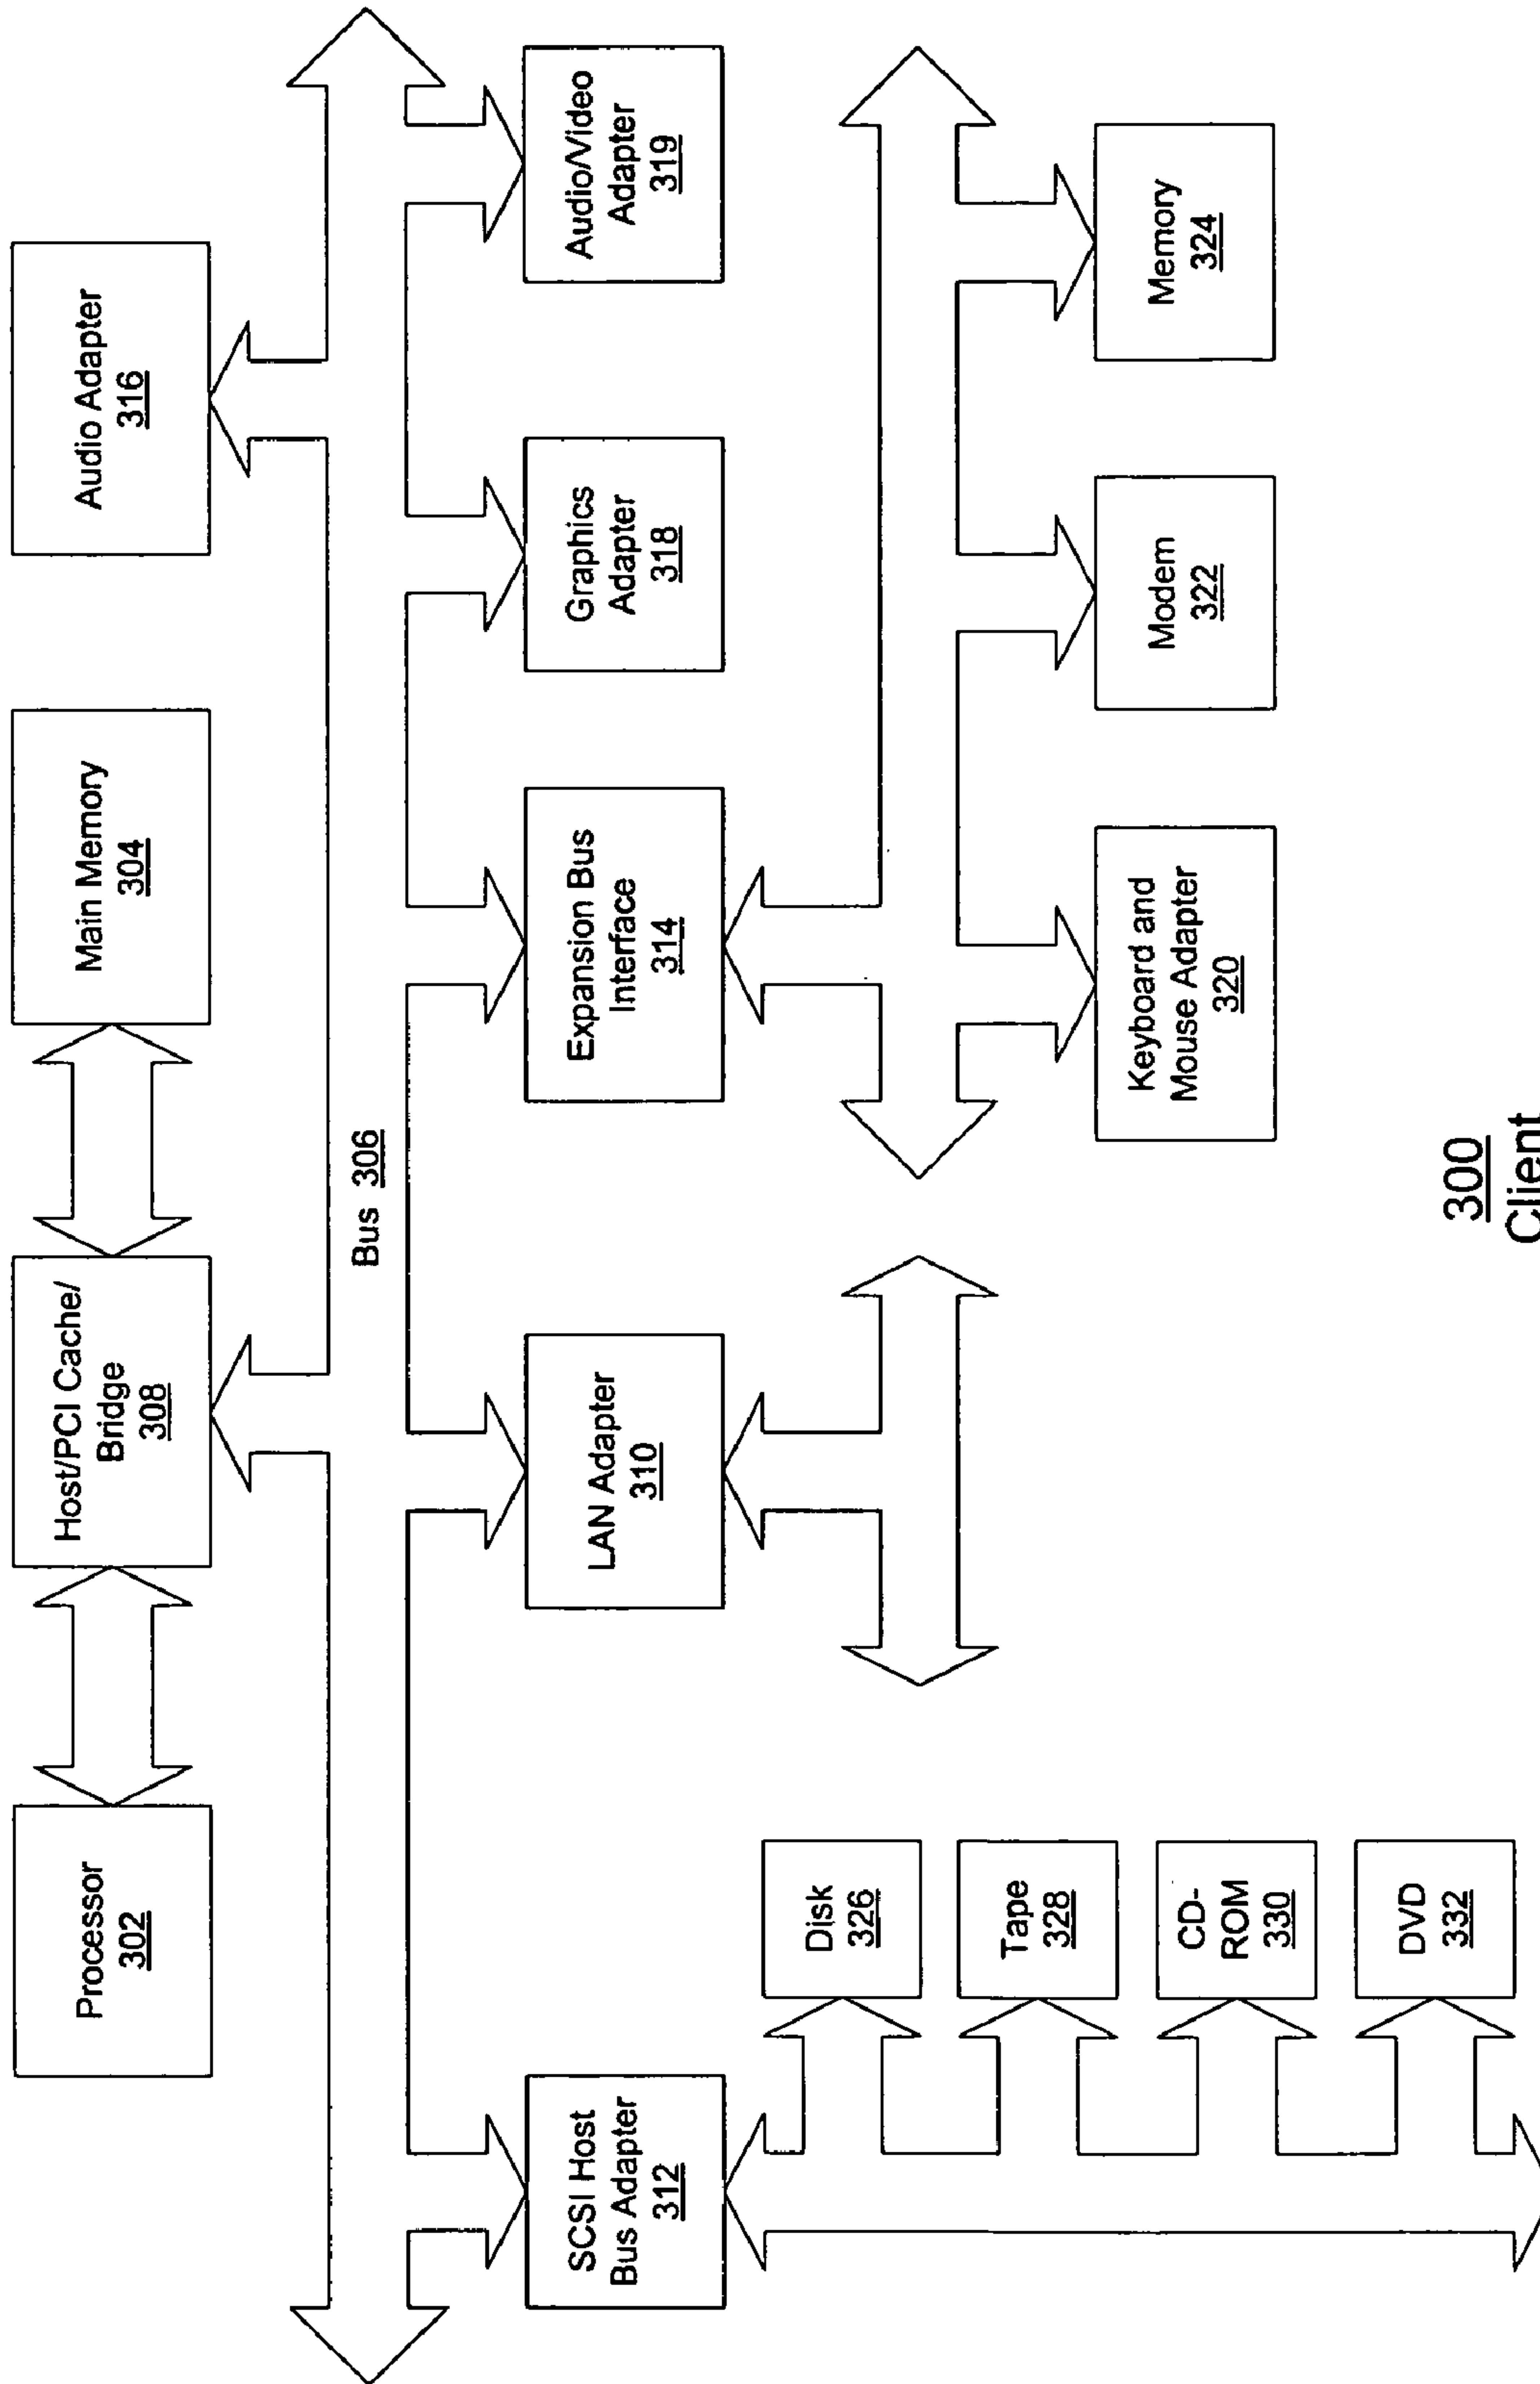 Processor
302
Host/PCI Cache/
Bridge
308
Main Memory
304
Audio Adapter
316
Bus 306
SCSI Host
Bus Adapter
312
LAN Adapter
310
Expansion Bus
Interface
314
Graphics
Adapter
318
Audio/Video
Adapter
319
Disk
326
Tape
328
CD-
ROM
330
DVD
332
Keyboard and
Mouse Adapter
320
Modem
322
Memory
324
300
Client